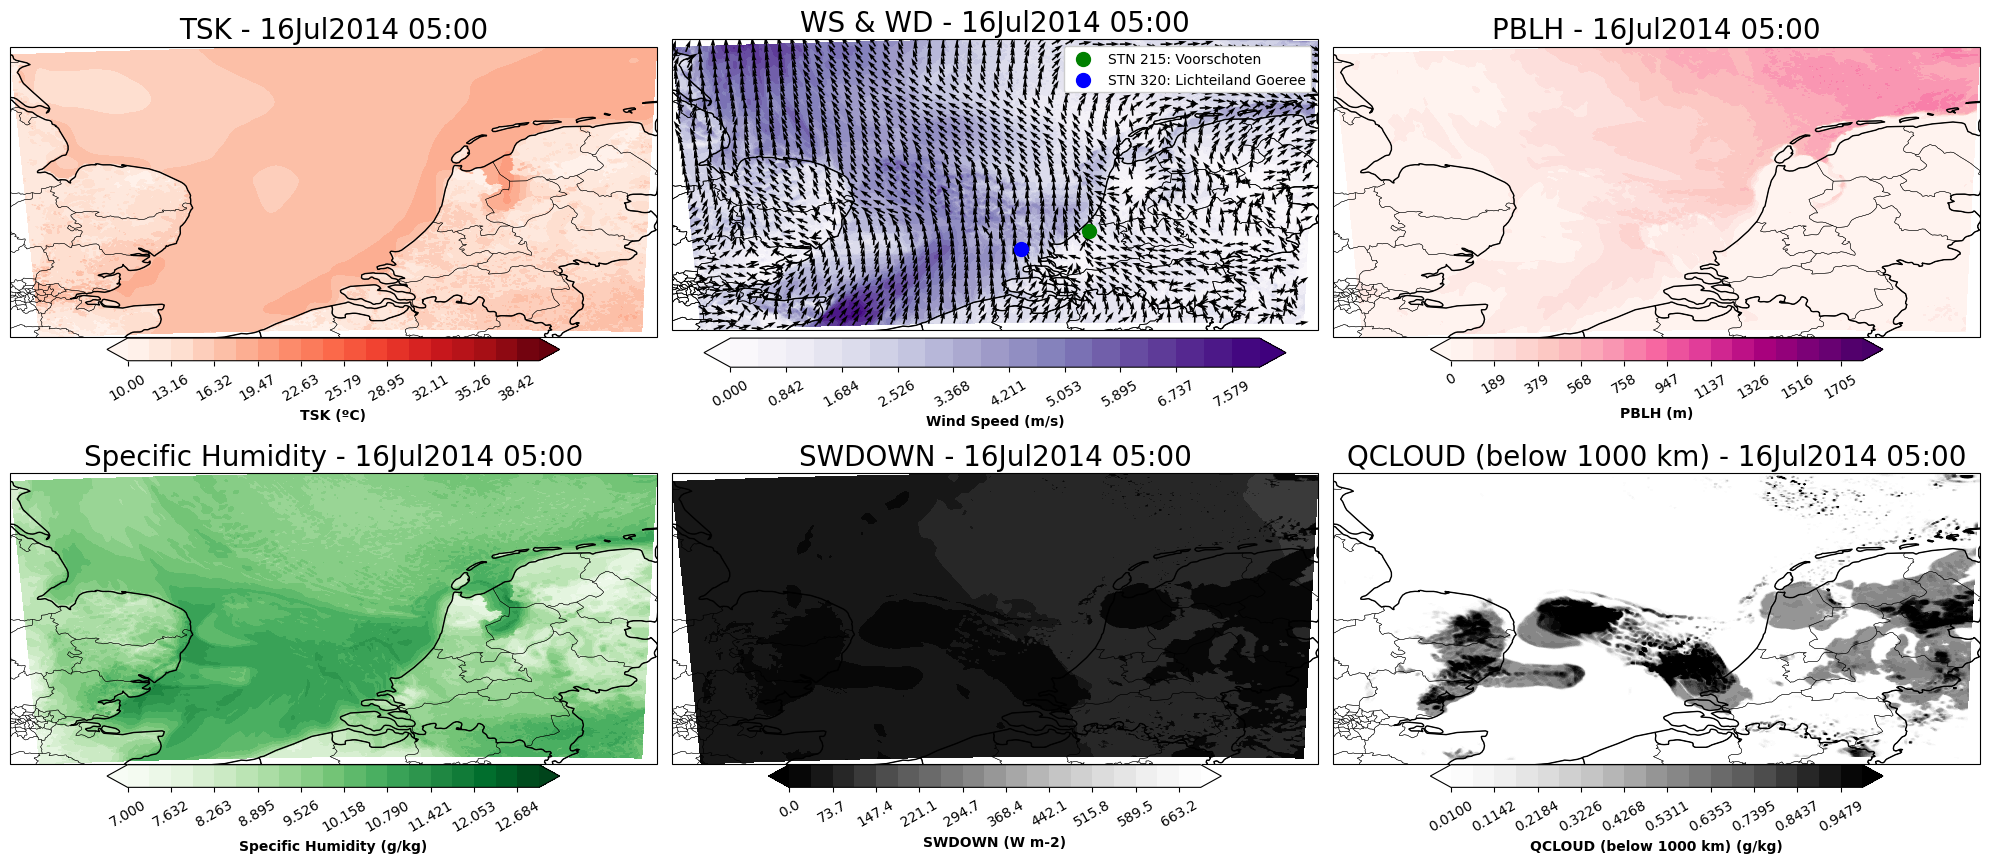 TSK - 16Jul2014 05:00
WS & WD - 16Jul2014 05:00
PBLH - 16Jul2014 05:00
STN 215: Voorschoten
STN 320: Lichteiland Goeree
10.00 13.16 16.32 19.47 22.63 25.79 28.95 32.11 35.26 38.42
TSK (ºC)
0.000 0.842 1.684 2.526 3.368 4.211 5.053 5.895 6.737 7.579
Wind Speed (m/s)
0 189 379 568 758 947 1137 1326 1516 1705
PBLH (m)
Specific Humidity - 16Jul2014 05:00
SWDOWN - 16Jul2014 05:00
QCLOUD (below 1000 km) - 16Jul2014 05:00
7.000 7.632 8.263 8.895 9.526 10.158 10.790 11.421 12.053 12.684
Specific Humidity (g/kg)
0.0 73.7 147.4 221.1 294.7 368.4 442.1 515.8 589.5 663.2
SWDOWN (W m-2)
0.0100 0.1142 0.2184 0.3226 0.4268 0.5311 0.6353 0.7395 0.8437 0.9479
QCLOUD (below 1000 km) (g/kg)